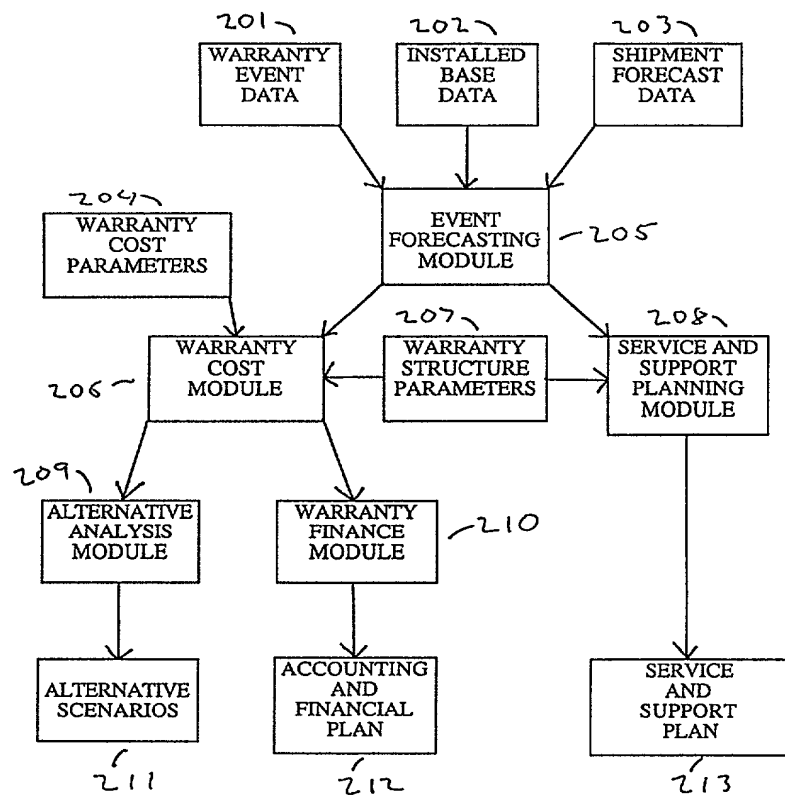 201
WARRANTY
EVENT
DATA
202
INSTALLED
BASE
DATA
203
SHIPMENT
FORECAST
DATA
204
WARRANTY
COST
PARAMETERS
EVENT
FORECASTING
MODULE
205
206
WARRANTY
COST
MODULE
207
WARRANTY
STRUCTURE
PARAMETERS
208
SERVICE AND
SUPPORT
PLANNING
MODULE
209
ALTERNATIVE
ANALYSIS
MODULE
WARRANTY
FINANCE
MODULE
210
ALTERNATIVE
SCENARIOS
211
ACCOUNTING
AND
FINANCIAL
PLAN
212
SERVICE
AND
SUPPORT
PLAN
213